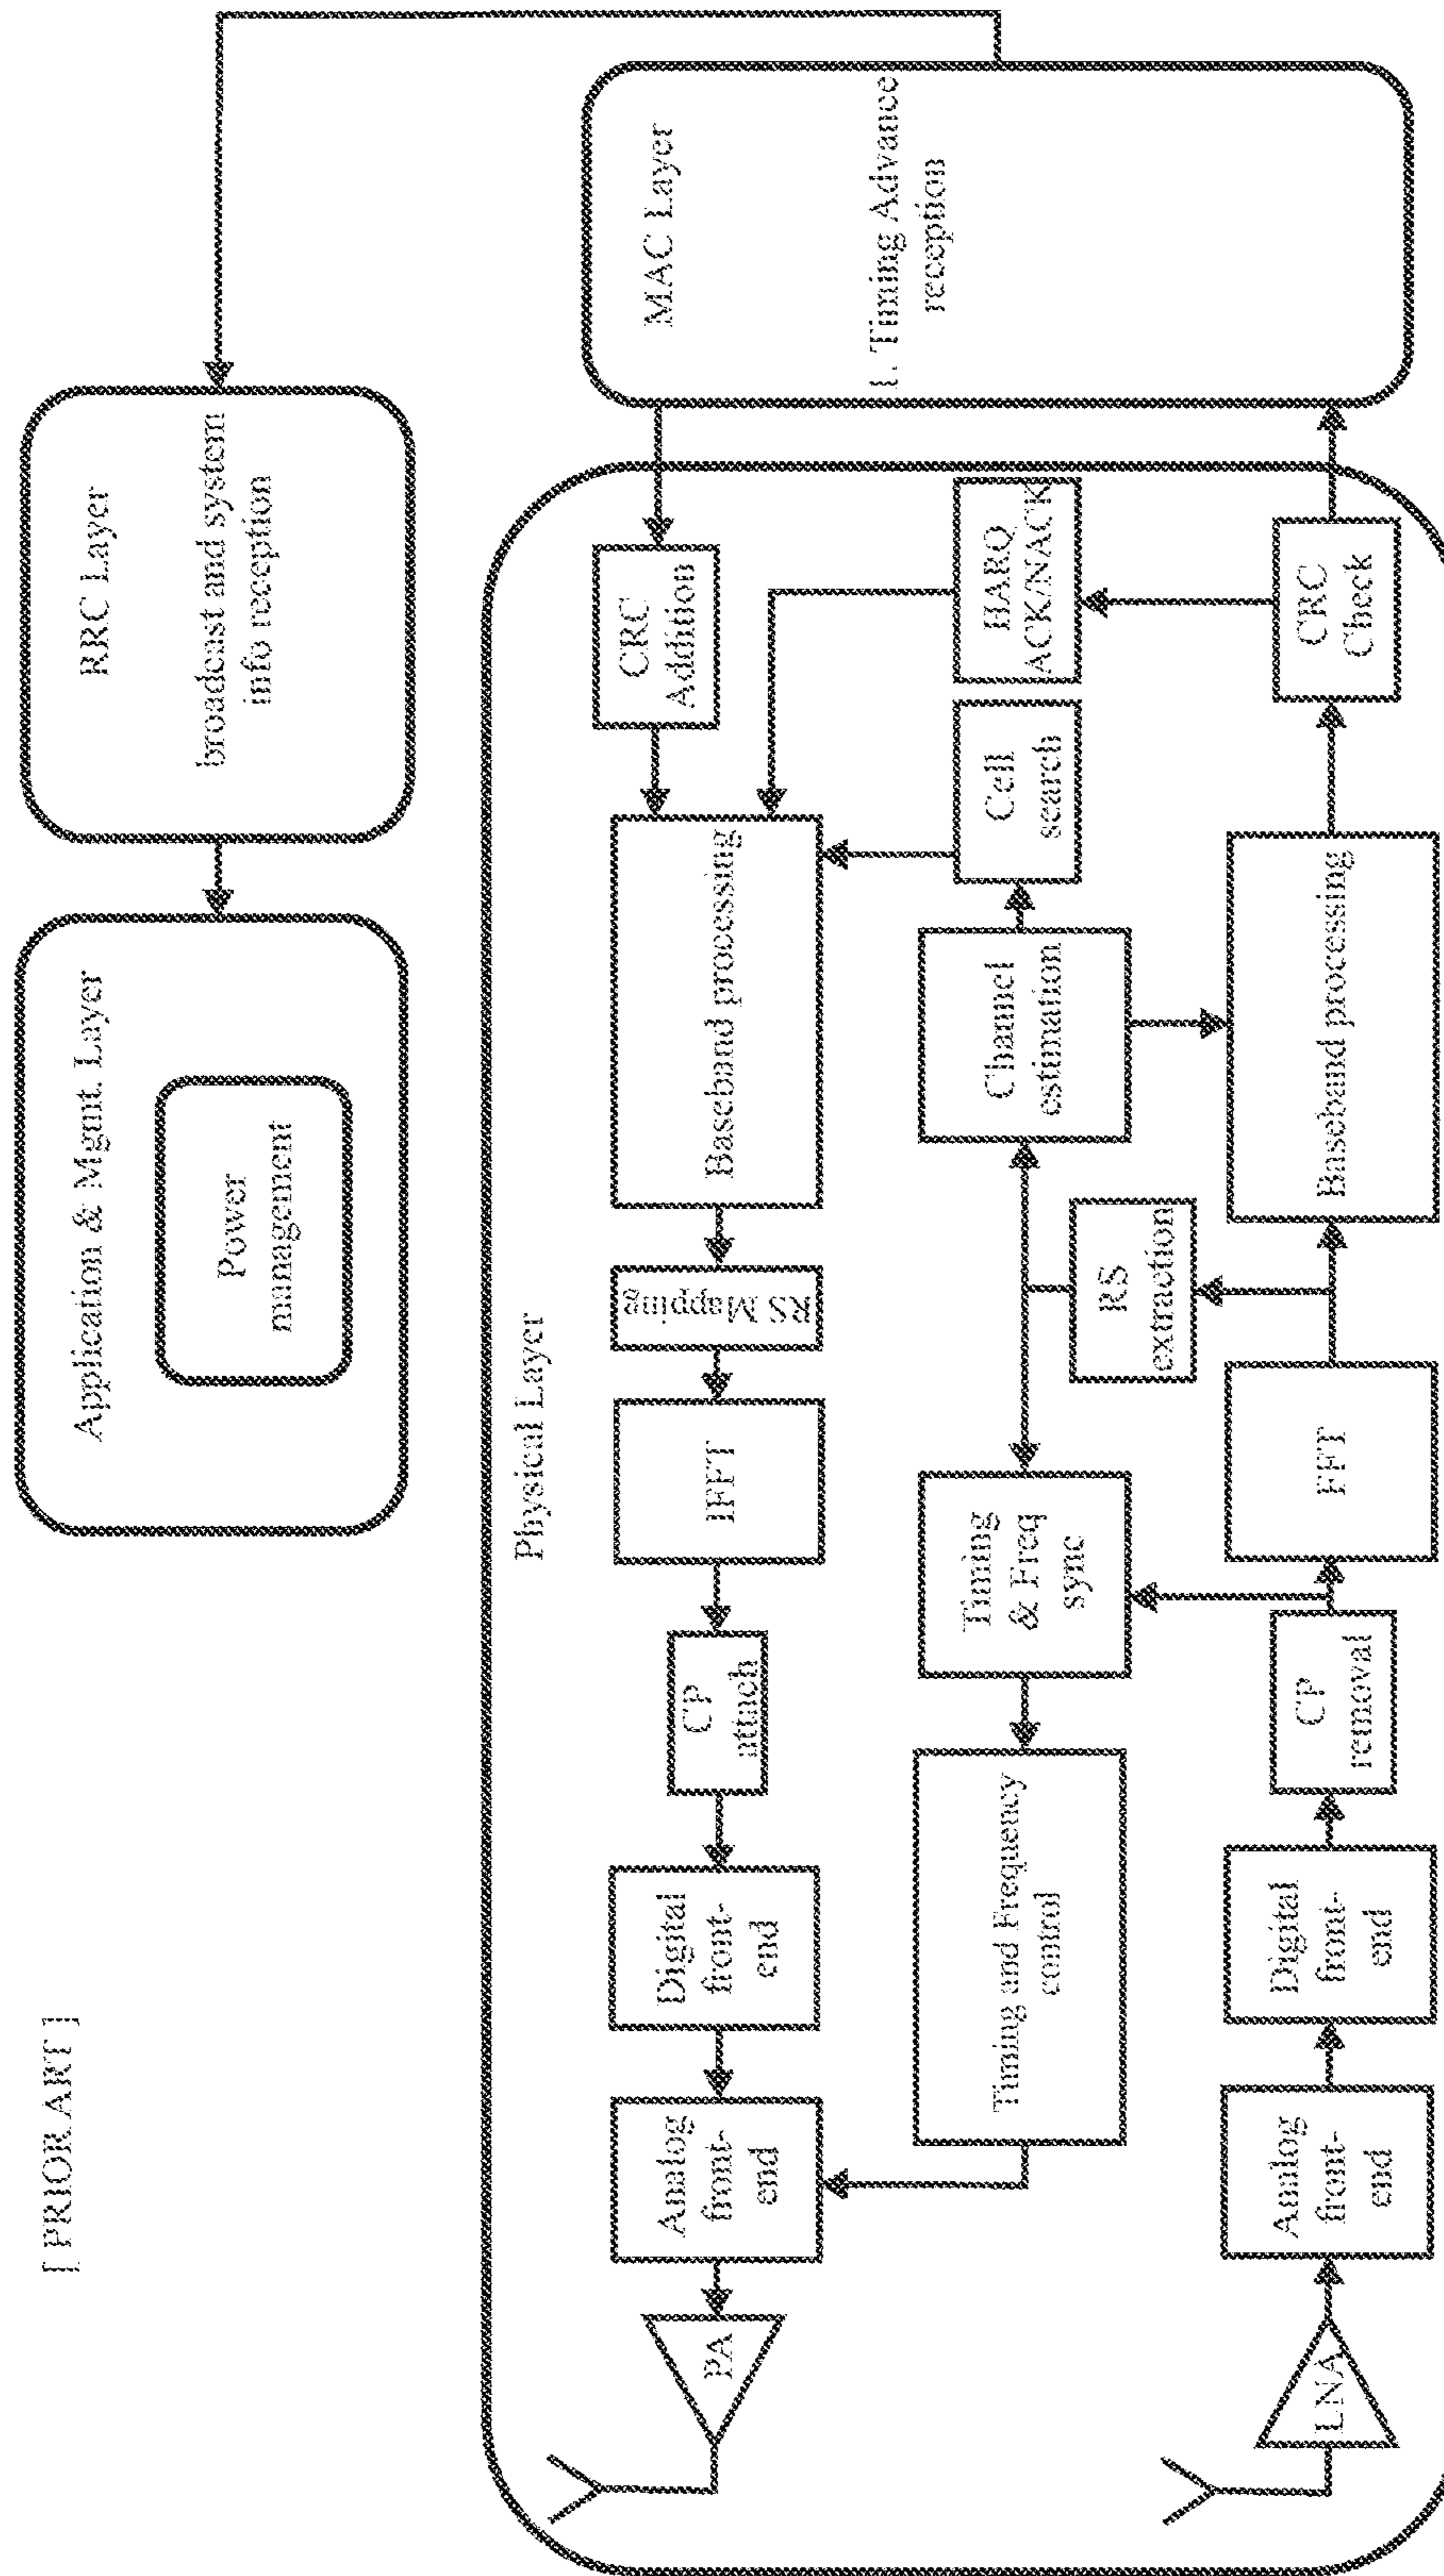 [ PRIOR ART ]
Application & Mgmt. Layer
Power
management
RRC Layer
broadcast and system
info reception
Physical Layer
PA
Analog
front-
end
Digital
front-
end
CP
attach
IFFT
RS Mapping
Baseband processing
CRC
Addition
MAC Layer
1. Timing Advance
reception
Timing and Frequency
control
Timing
& Freq
sync
Channel
estimation
Cell
search
HARQ
ACK/NACK
RS
extraction
LNA
Analog
front-
end
Digital
front-
end
CP
removal
FFT
Baseband processing
CRC
Check